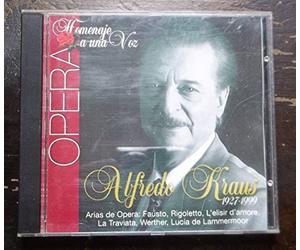 OPERA
Homenaje
a una Voz
Alfredo Kraus
1927-1999
Arias de Opera: Fausto, Rigoletto, L'elisir d'amore,
La Traviata, Werther, Lucia de Lammermoor